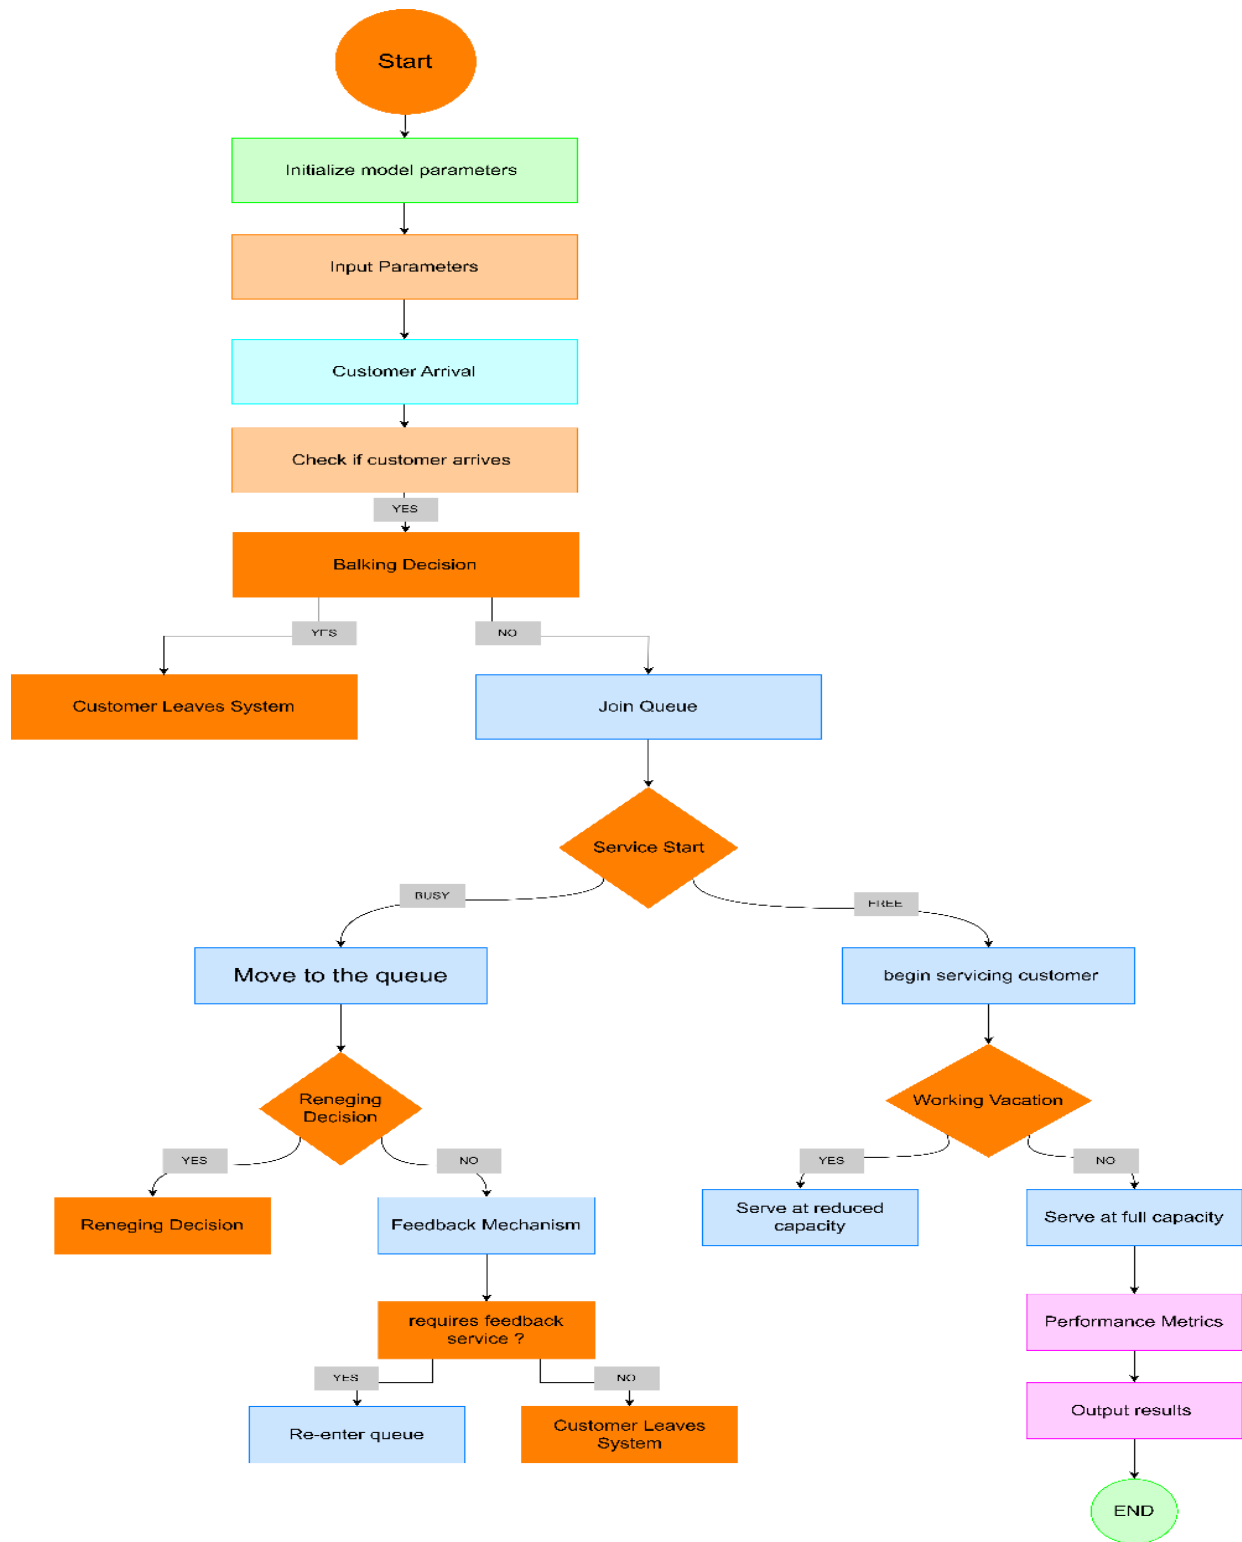 Start
Initialize model parameters
Input Parameters
Customer Arrival
Check if customer arrives
YES
Balking Decision
YES
NO
Customer Leaves System
Join Queue
Service Start
BUSY
FREE
Move to the queue
begin servicing customer
Reneging
Decision
Working Vacation
YES
NO
YES
NO
Reneging Decision
Feedback Mechanism
Serve at reduced
capacity
Serve at full capacity
requires feedback
service ?
Performance Metrics
YES
NO
Re-enter queue
Customer Leaves
System
Output results
END